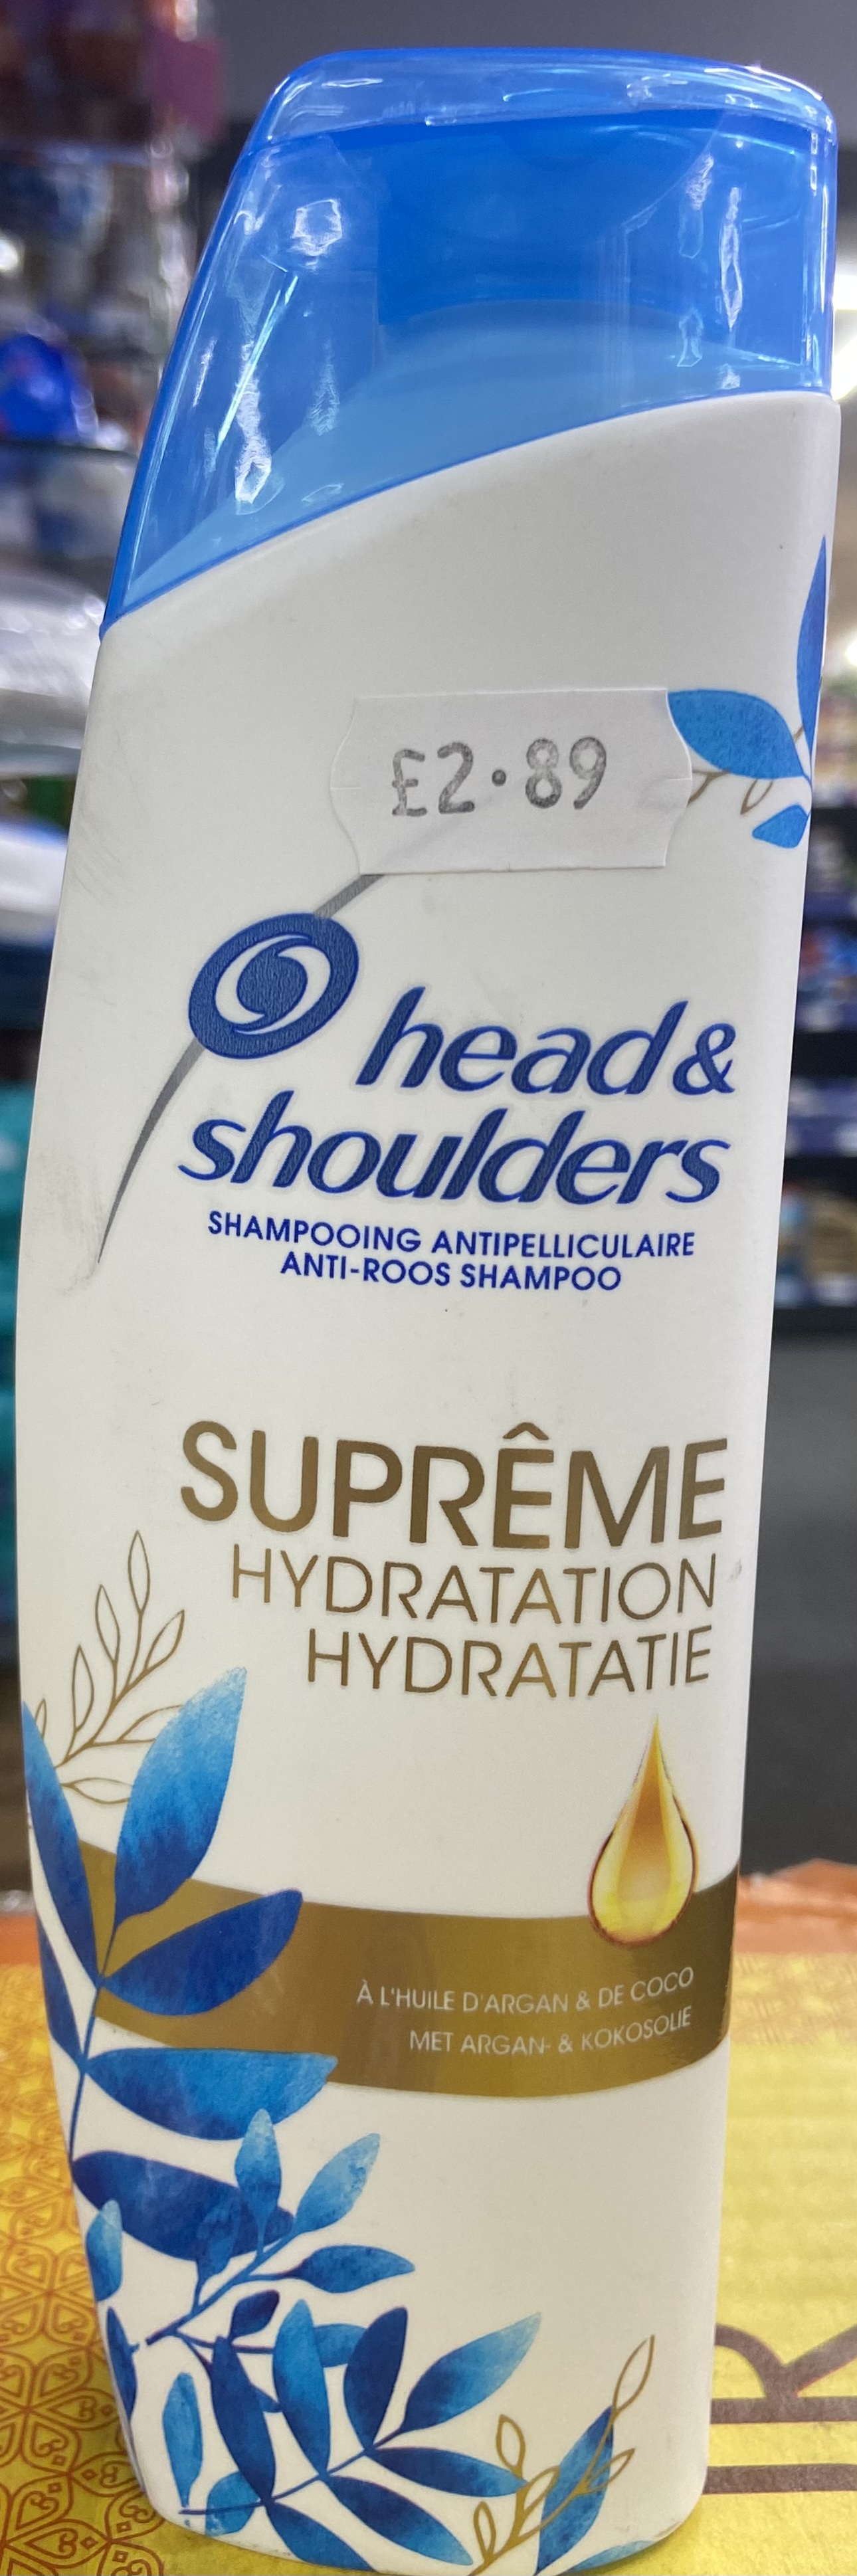 £2.89
head&
shoulders
SHAMPOOING ANTIPELLICULAIRE
ANTI-ROOS SHAMPOO
SUPRÊME
HYDRATATION
HYDRATATIE
À L'HUILE D'ARGAN & DE COCO
MET ARGAN- & KOKOSOLIE